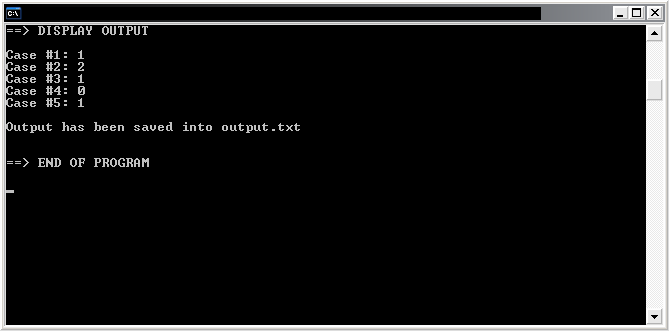 C:\
==> DISPLAY OUTPUT
Case #1: 1
Case #2: 2
Case #3: 1
Case #4: 0
Case #5: 1
Output has been saved into output.txt
==> END OF PROGRAM